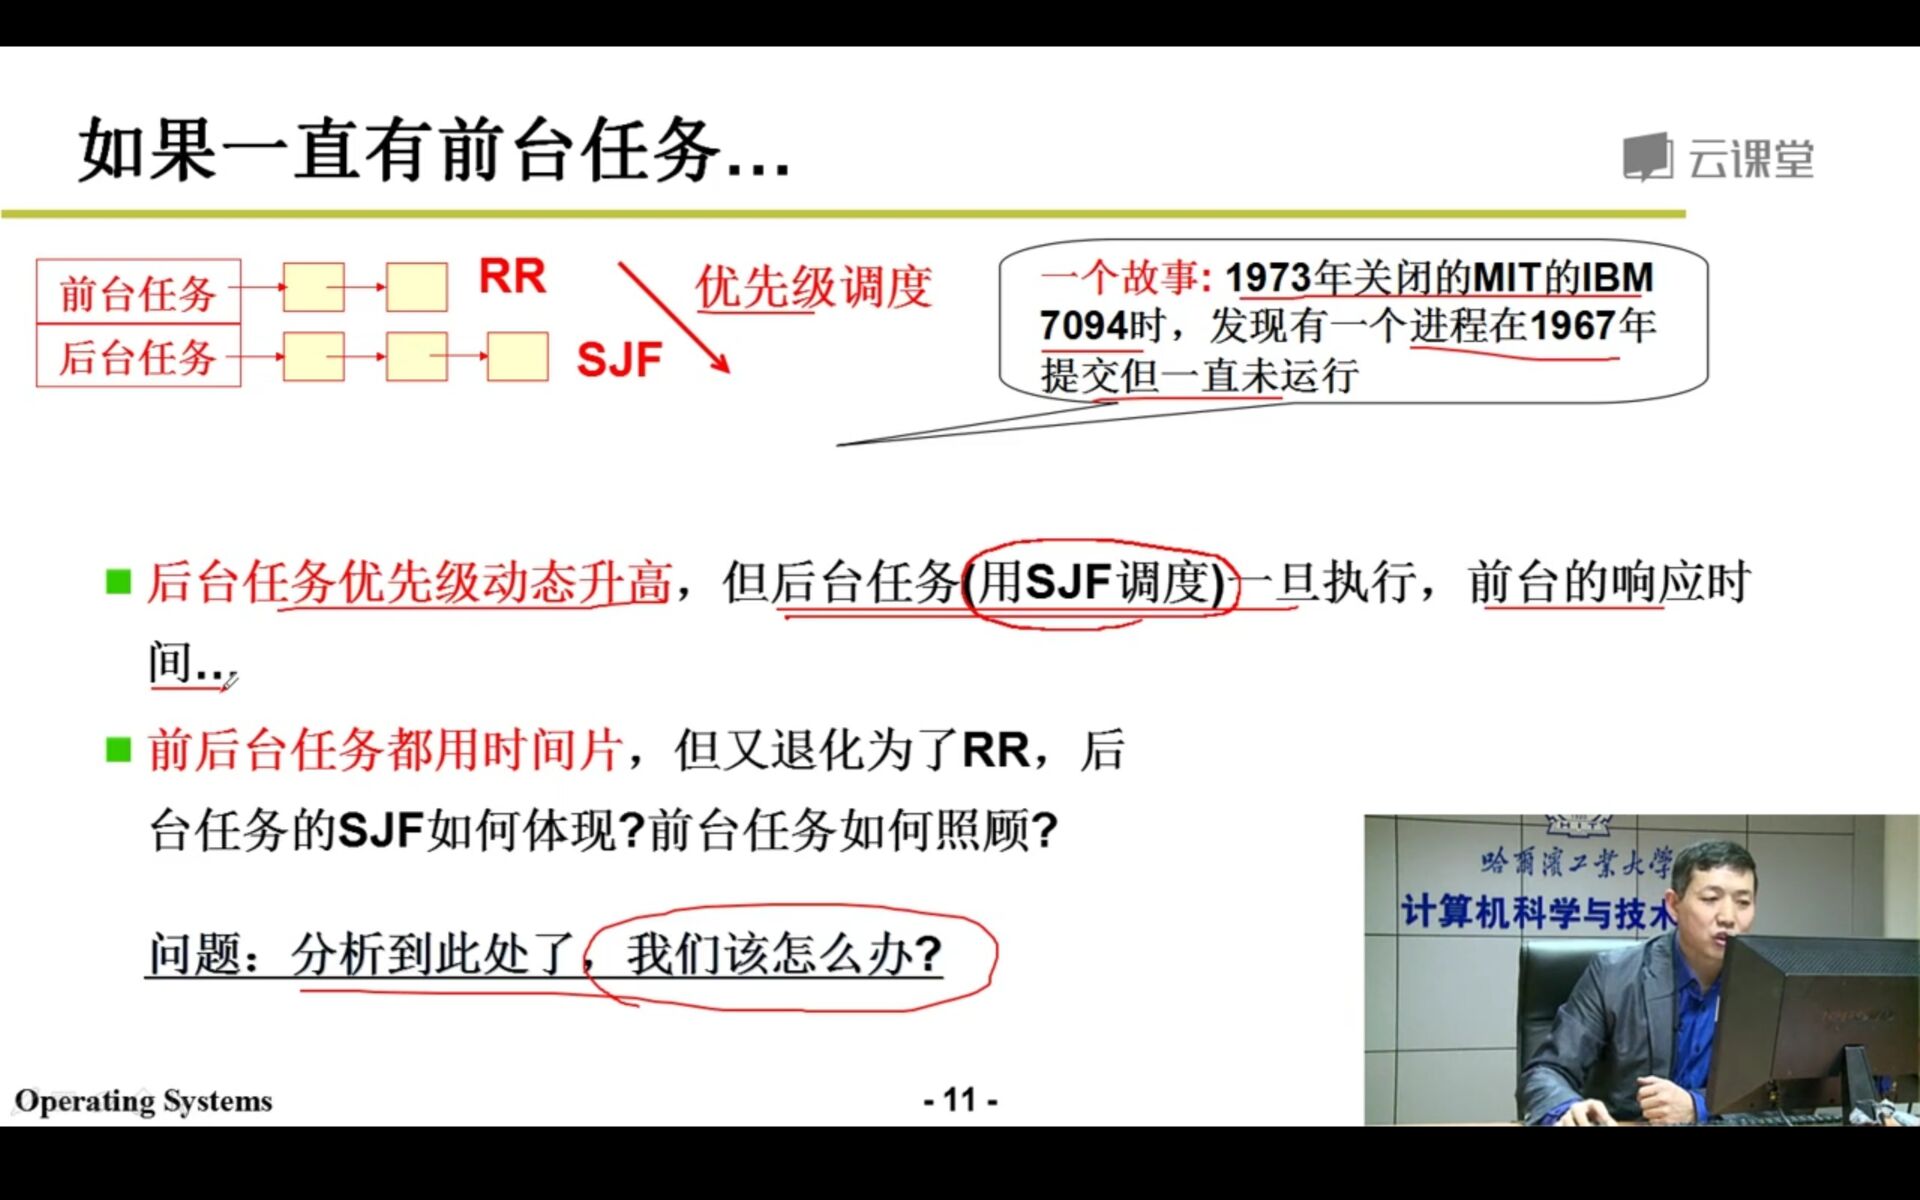 如果一直有前台任务...
云课堂
前台任务
RR
优先级调度
后台任务
SJF
一个故事: 1973年关闭的MIT的IBM
7094时，发现有一个进程在1967年
提交但一直未运行
后台任务优先级动态升高，但后台任务(用SJF调度)一旦执行，前台的响应时
间...
前后台任务都用时间片，但又退化为了RR，后
台任务的SJF如何体现?前台任务如何照顾?
问题：分析到此处了，我们该怎么办?
HIT
哈爾濱工業大學
计算机科学与技术
Operating Systems
- 11 -